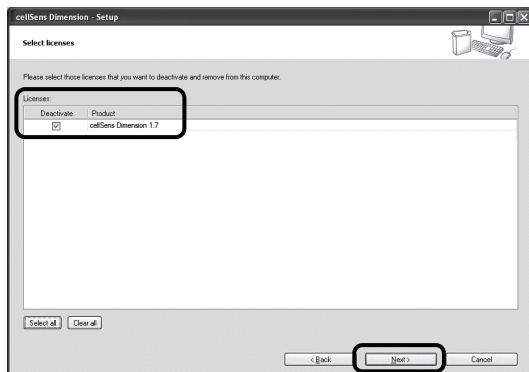 cellSens Dimension - Setup
Select licenses
Please select those licenses that you want to deactivate and remove from this computer.
Licenses:
Deactivate Product
cellSens Dimension 1.7
Select all Clear all
< Back Next > Cancel